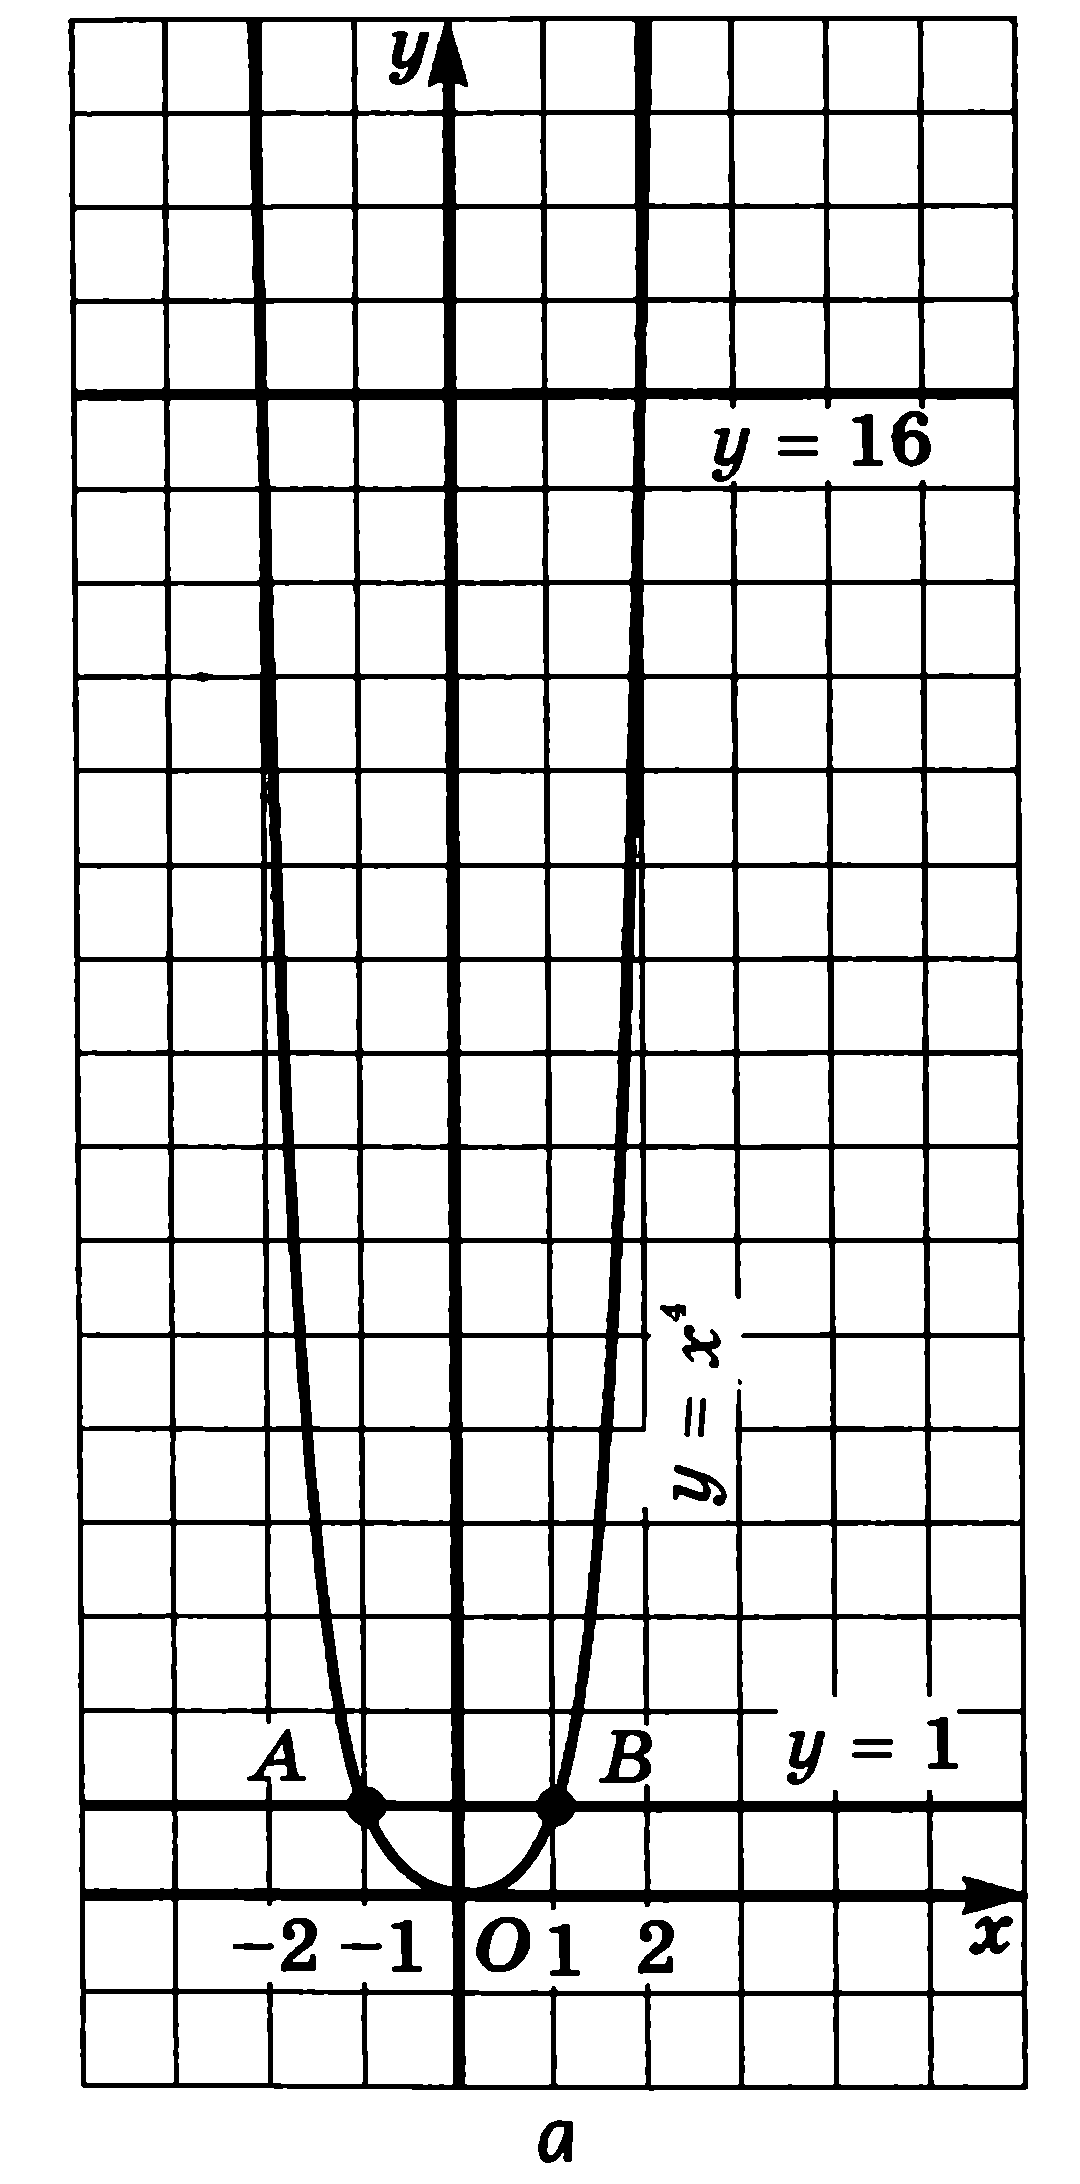 y
y = 16
y = x⁴
A
B
y = 1
−2 −1 O 1 2 x
a